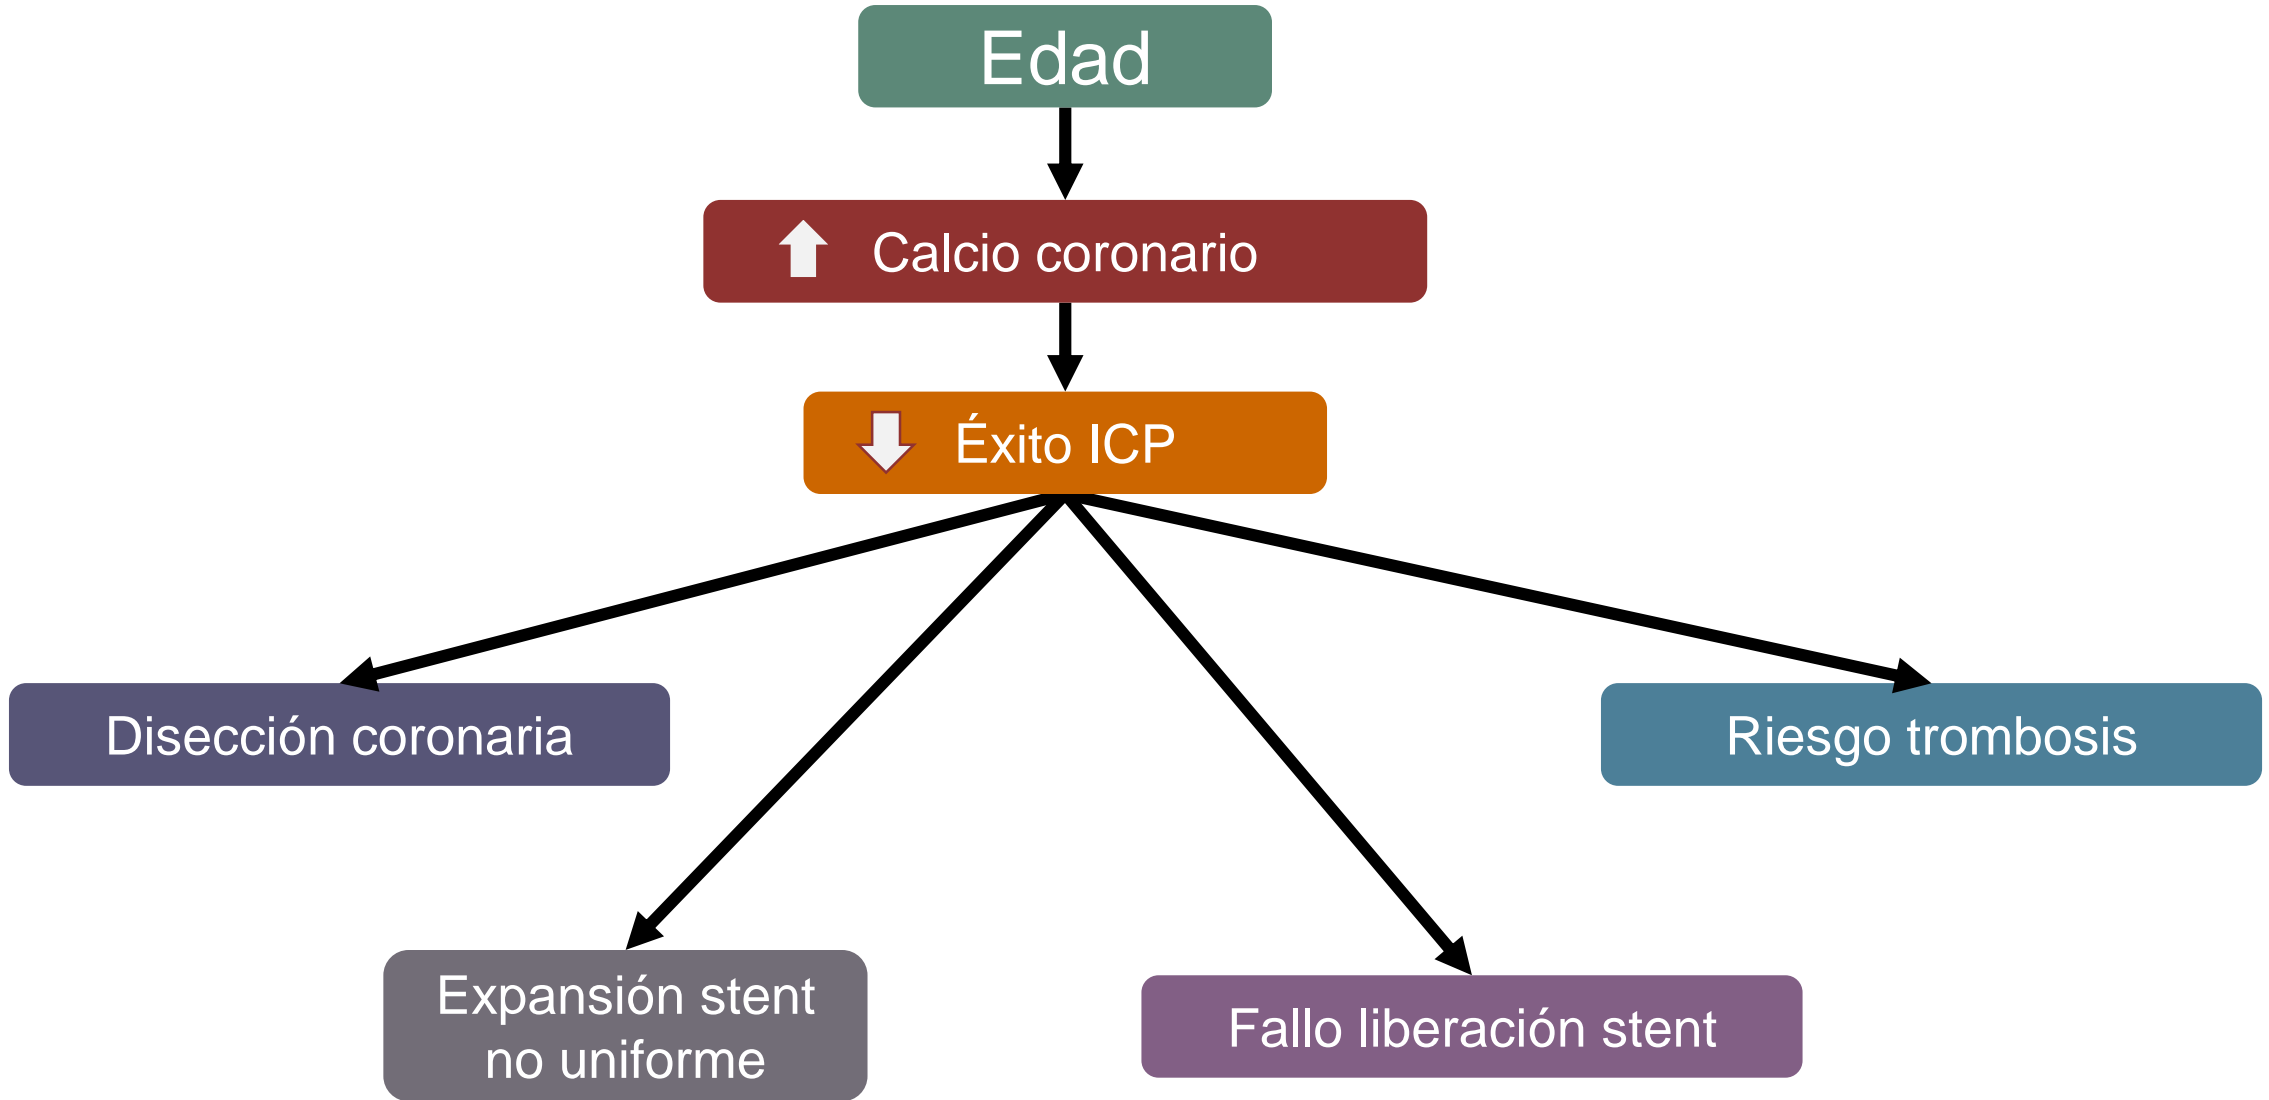 Edad
Calcio coronario
Éxito ICP
Disección coronaria
Riesgo trombosis
Expansión stent
no uniforme
Fallo liberación stent